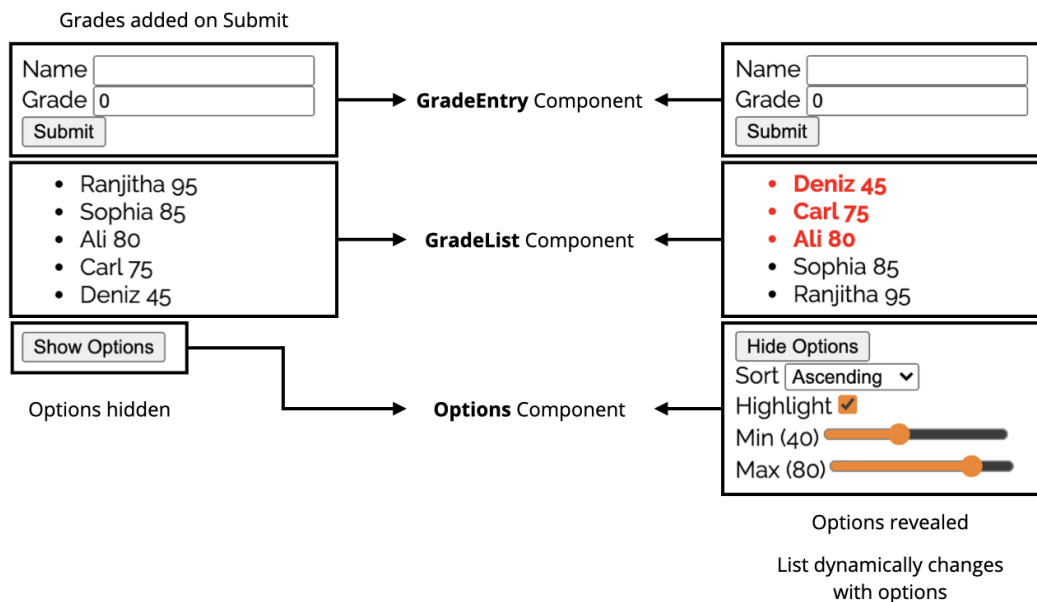 Grades added on Submit
Name
Grade 0
Submit
Ranjitha 95
Sophia 85
Ali 80
Carl 75
Deniz 45
Show Options
Options hidden
GradeEntry Component
GradeList Component
Options Component
Name
Grade 0
Submit
Deniz 45
Carl 75
Ali 80
Sophia 85
Ranjitha 95
Hide Options
Sort Ascending
Highlight
Min (40)
Max (80)
Options revealed
List dynamically changes
with options